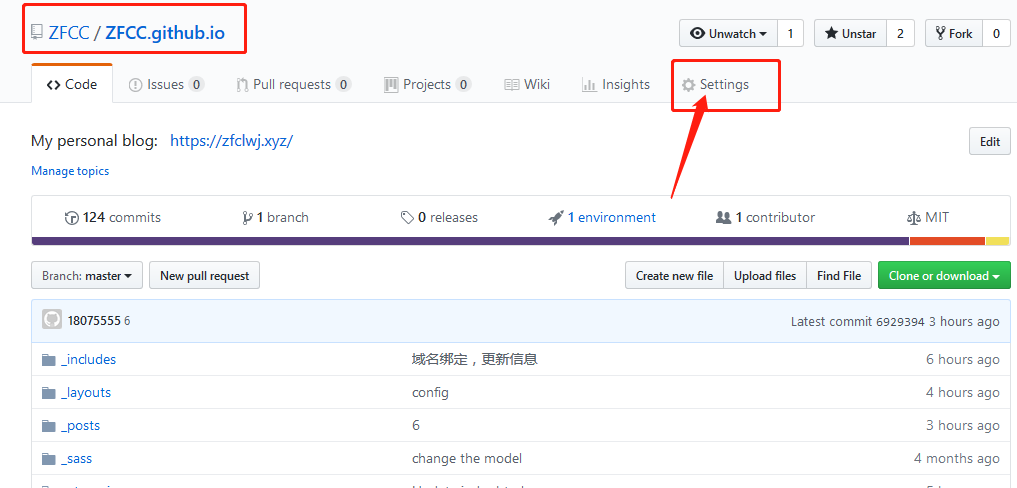 ZFCC / ZFCC.github.io
Unwatch 1 Unstar 2 Fork 0
Code Issues 0 Pull requests 0 Projects 0 Wiki Insights Settings
My personal blog: https://zfclwj.xyz/
Edit
Manage topics
124 commits 1 branch 0 releases 1 environment 1 contributor MIT
Branch: master New pull request Create new file Upload files Find File Clone or download
18075555 6 Latest commit 6929394 3 hours ago
_includes 域名绑定，更新信息 6 hours ago
_layouts config 4 hours ago
_posts 6 3 hours ago
_sass change the model 4 months ago